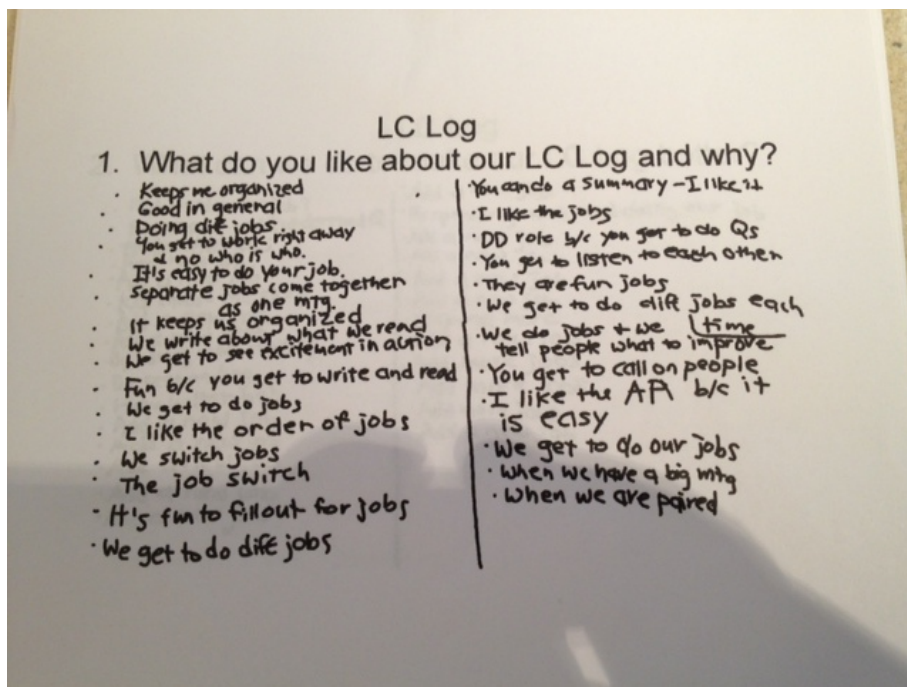 LC Log
1. What do you like about our LC Log and why?
· Keeps me organized
· Good in general
· Doing dif jobs
· You get to work right away
& no who is who.
· It's easy to do your job.
· separate jobs come together
as one mtg.
· It keeps us organized
· We write about what we read
· We get to see excitement in action
· Fun b/c you get to write and read
· We get to do jobs
· I like the order of jobs
· We switch jobs
· The job switch
· It's fun to fillout for jobs
· We get to do dift jobs
· You can do a summary - I like it
· I like the jobs
· DD role b/c you get to do Qs
· You get to listen to each other
· They are fun jobs
· We get to do dift jobs each
time
· We do jobs + we
tell people what to improve
· You get to call on people
· I like the AA b/c it
is easy
· We get to do our jobs
· When we have a big mtg
· When we are paired